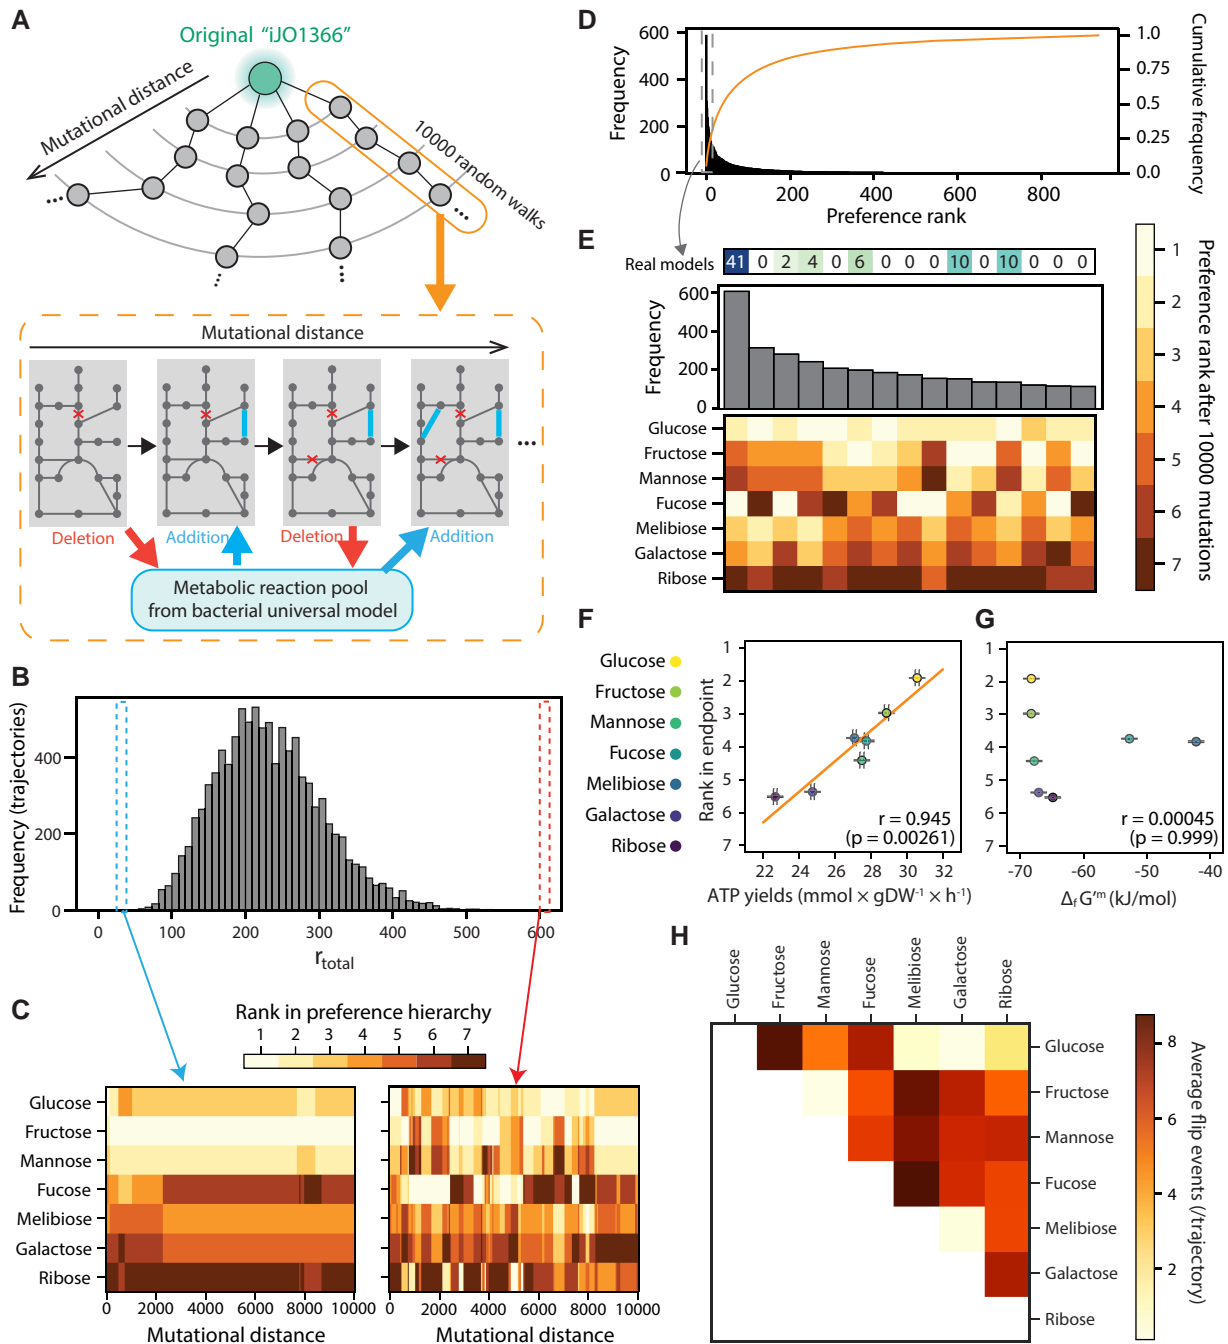 A
Original “iJO1366”
Mutational distance
10000 random walks
Mutational distance
Deletion
Addition
Deletion
Addition
Metabolic reaction pool
from bacterial universal model
B
Frequency (trajectories)
400
200
0
0 100 200 300 400 500 600
r_total
C
Rank in preference hierarchy
1 2 3 4 5 6 7
Glucose
Fructose
Mannose
Fucose
Melibiose
Galactose
Ribose
0 2000 4000 6000 8000 10000
Mutational distance
0 2000 4000 6000 8000 10000
Mutational distance
D
Frequency
600
400
200
0
0 200 400 600 800
Preference rank
1.0
0.75
0.5
0.25
0.0
Cumulative frequency
E
Real models
41 0 2 4 0 6 0 0 0 10 0 10 0 0 0
Frequency
600
400
200
0
Glucose
Fructose
Mannose
Fucose
Melibiose
Galactose
Ribose
1
2
3
4
5
6
7
Preference rank after 10000 mutations
F
Glucose
Fructose
Mannose
Fucose
Melibiose
Galactose
Ribose
Rank in endpoint
1
2
3
4
5
6
7
r = 0.945
(p = 0.00261)
22 24 26 28 30 32
ATP yields (mmol × gDW⁻¹ × h⁻¹)
G
1
2
3
4
5
6
7
r = 0.00045
(p = 0.999)
-70 -60 -50 -40
ΔfG′ᵐ (kJ/mol)
H
Glucose
Fructose
Mannose
Fucose
Melibiose
Galactose
Ribose
Glucose
Fructose
Mannose
Fucose
Melibiose
Galactose
Ribose
8
6
4
2
Average flip events (/trajectory)